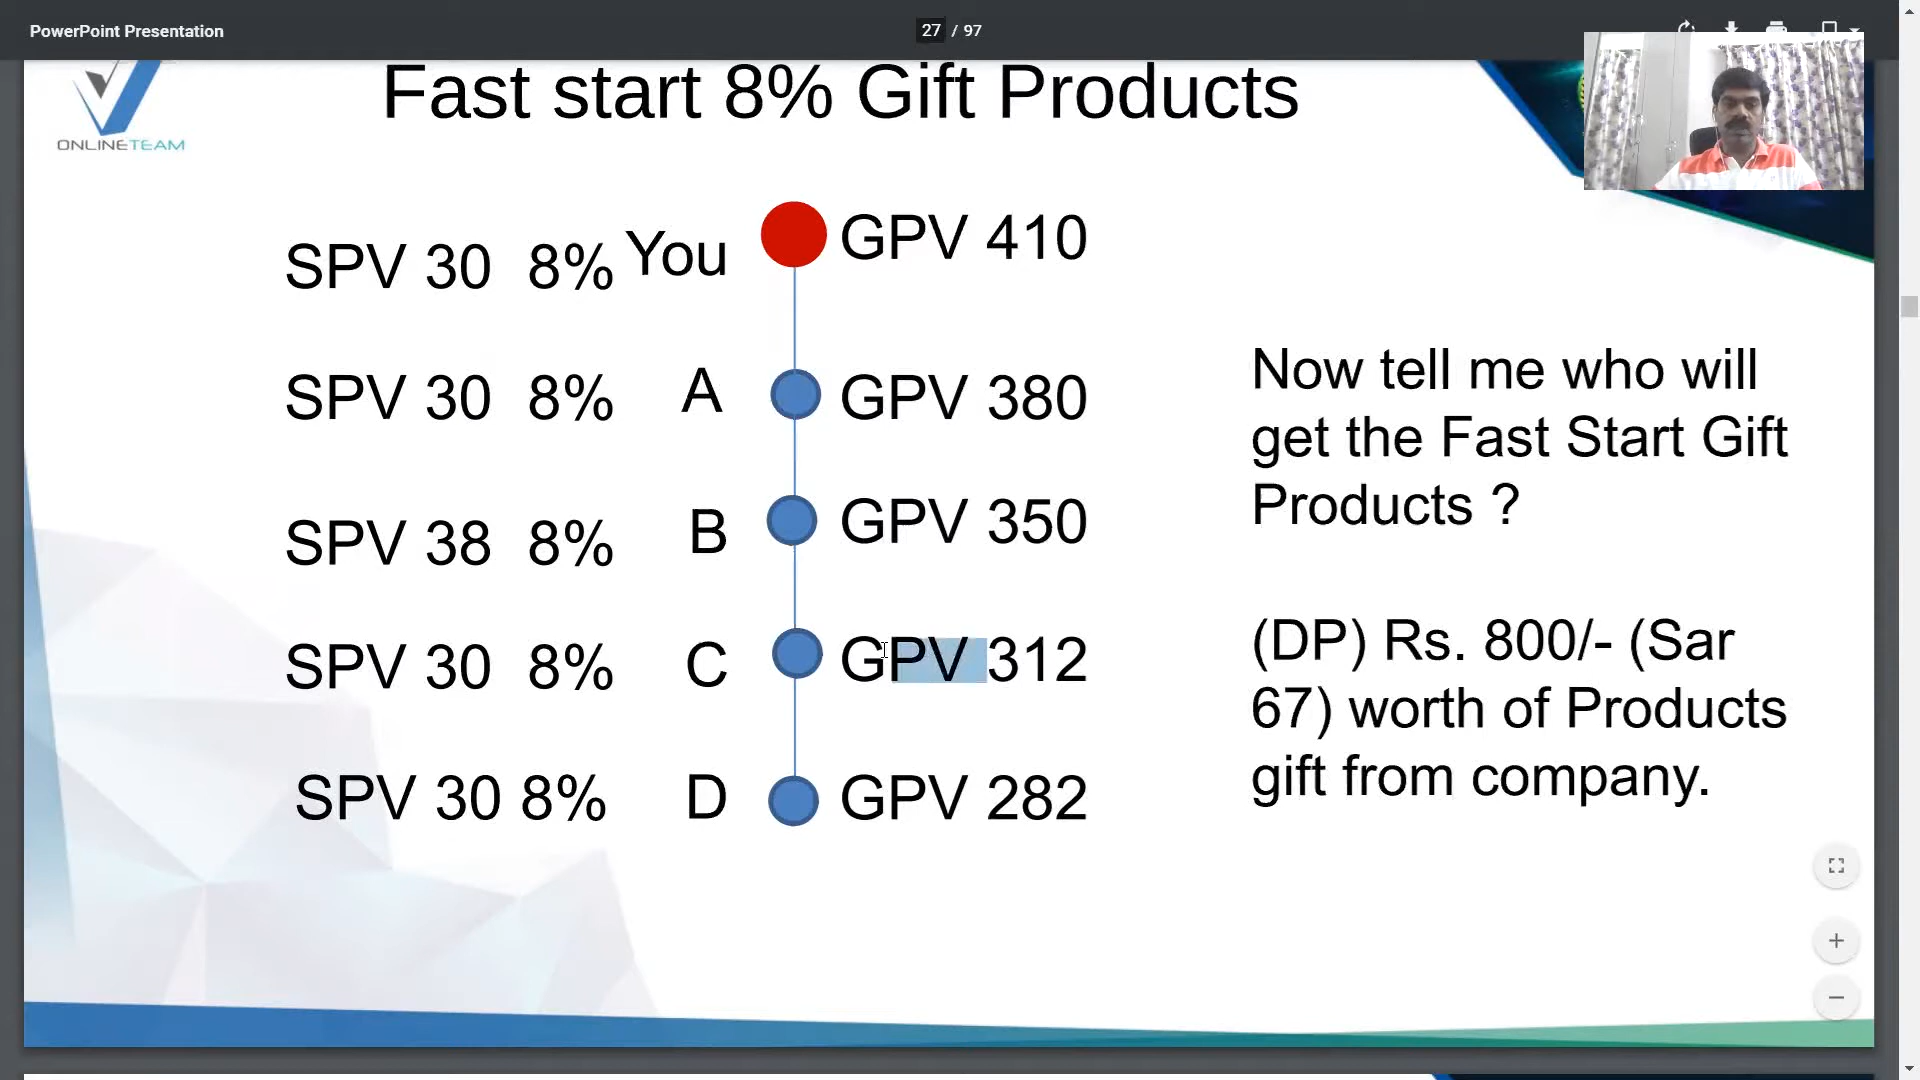 PowerPoint Presentation
27 / 97
ONLINETEAM
Fast start 8% Gift Products
SPV 30 8% You GPV 410
SPV 30 8% A GPV 380
SPV 38 8% B GPV 350
SPV 30 8% C GPV 312
SPV 30 8% D GPV 282
Now tell me who will
get the Fast Start Gift
Products ?
(DP) Rs. 800/- (Sar
67) worth of Products
gift from company.